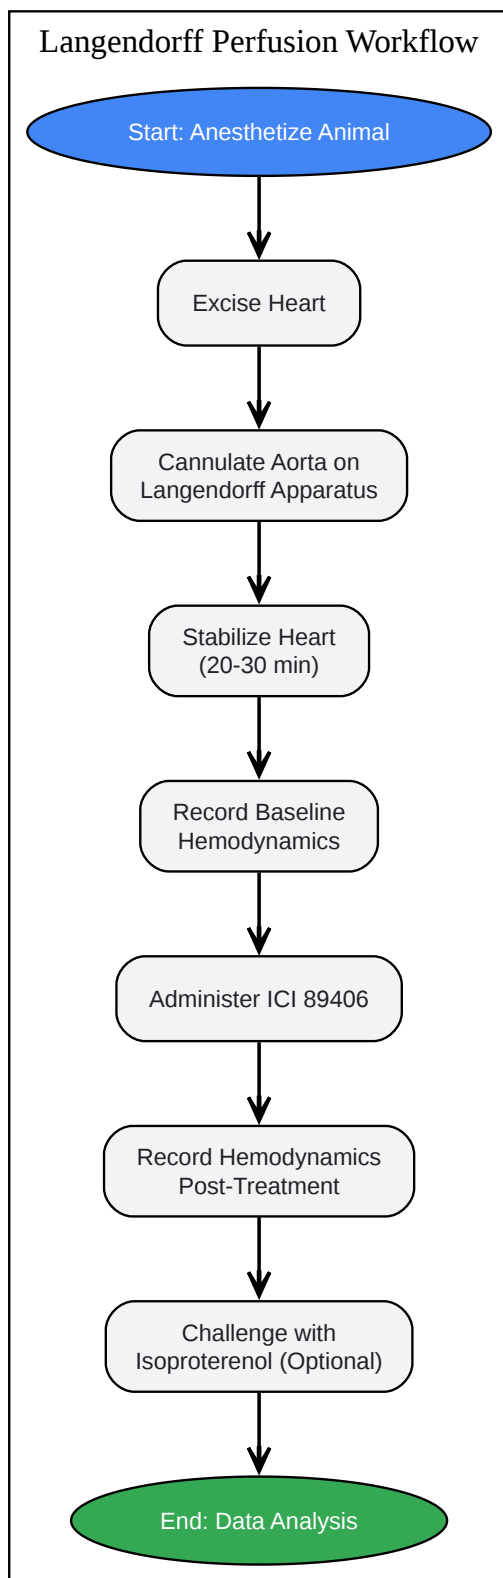 Langendorff Perfusion Workflow
Start: Anesthetize Animal
Excise Heart
Cannulate Aorta on
Langendorff Apparatus
Stabilize Heart
(20-30 min)
Record Baseline
Hemodynamics
Administer ICI 89406
Record Hemodynamics
Post-Treatment
Challenge with
Isoproterenol (Optional)
End: Data Analysis